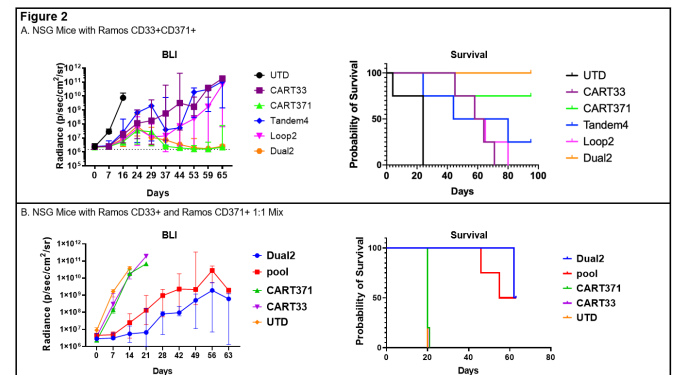 Figure 2
A. NSG Mice with Ramos CD33+CD371+
BLI
Radiance (p/sec/cm²/sr)
10¹²
10¹¹
10¹⁰
10⁹
10⁸
10⁷
10⁶
10⁵
0 7 16 24 29 37 44 53 59 65
Days
UTD
CART33
CART371
Tandem4
Loop2
Dual2
Survival
Probability of Survival
100
50
0
0 20 40 60 80 100
Days
UTD
CART33
CART371
Tandem4
Loop2
Dual2
B. NSG Mice with Ramos CD33+ and Ramos CD371+ 1:1 Mix
BLI
Radiance (p/sec/cm²/sr)
1×10¹²
1×10¹¹
1×10¹⁰
1×10⁹
1×10⁸
1×10⁷
1×10⁶
0 7 14 21 28 42 49 56 63
Days
Dual2
pool
CART371
CART33
UTD
Survival
Probability of Survival
100
50
0
0 20 40 60 80
Days
Dual2
pool
CART371
CART33
UTD